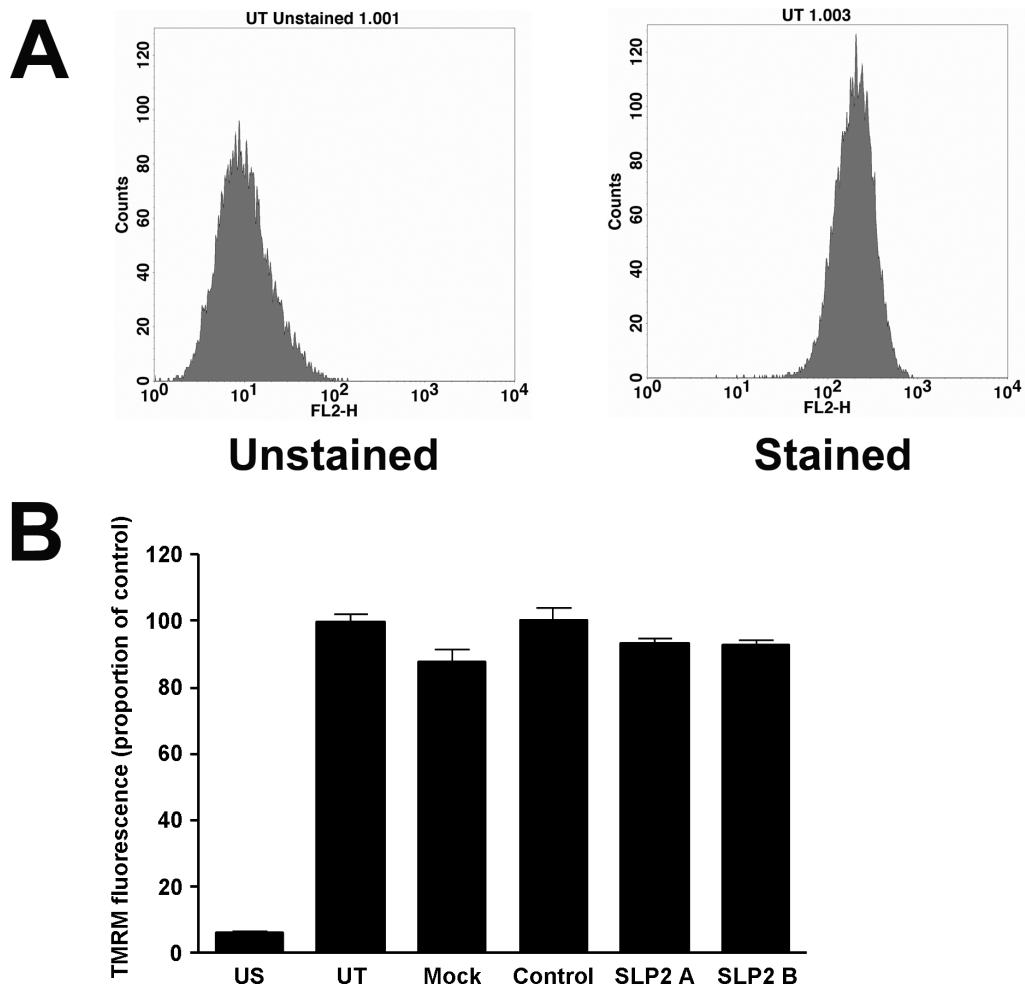 A
UT Unstained 1.001
Counts
120
100
80
60
40
20
0
10^0 10^1 10^2 10^3 10^4
FL2-H
Unstained
UT 1.003
Counts
120
100
80
60
40
20
0
10^0 10^1 10^2 10^3 10^4
FL2-H
Stained
B
TMRM fluorescence (proportion of control)
120
100
80
60
40
20
0
US UT Mock Control SLP2 A SLP2 B